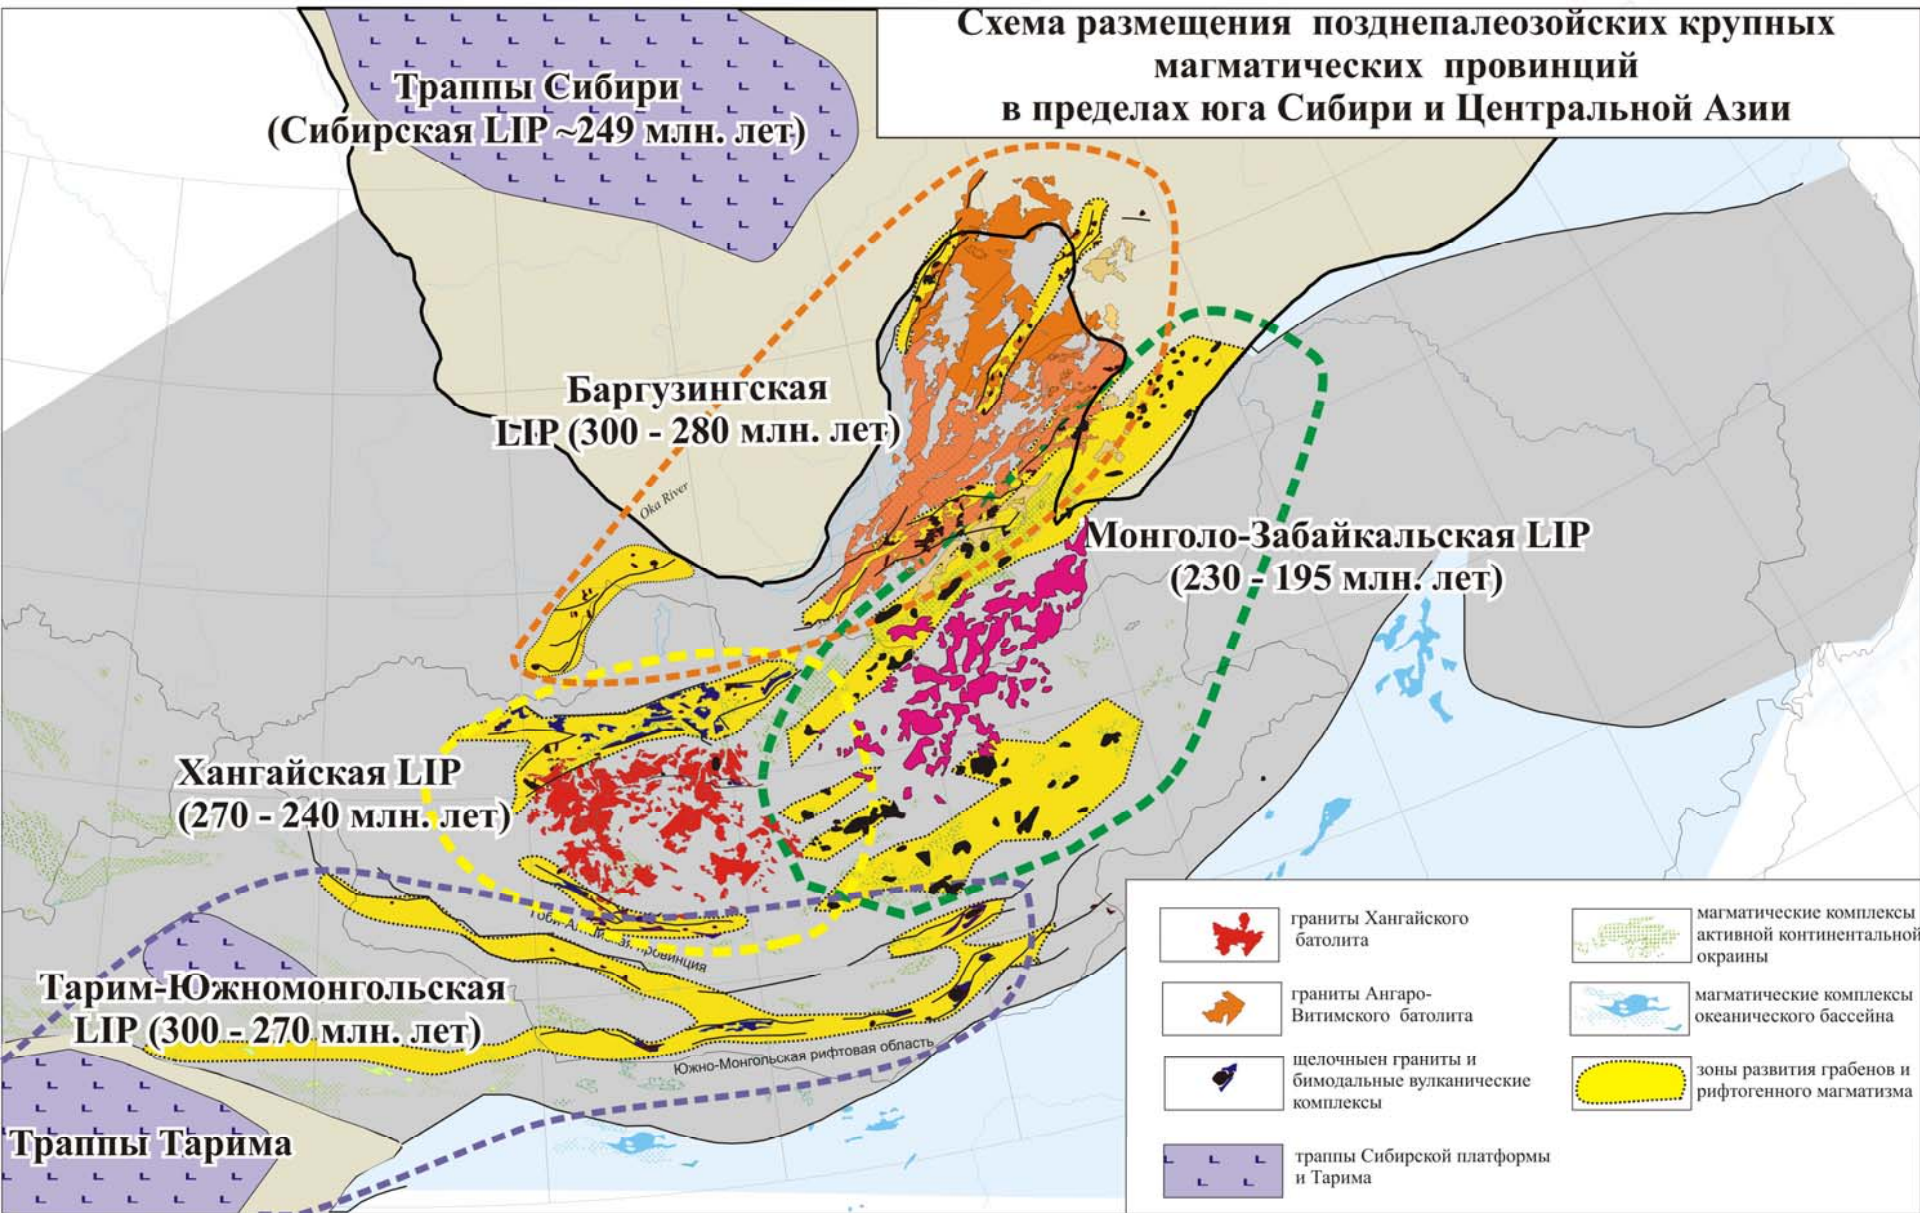 Схема размещения позднепалеозойских крупных
магматических провинций
в пределах юга Сибири и Центральной Азии
Траппы Сибири
(Сибирская LIP ~249 млн. лет)
Баргузингская
LIP (300 - 280 млн. лет)
Oka River
Монголо-Забайкальская LIP
(230 - 195 млн. лет)
Хангайская LIP
(270 - 240 млн. лет)
Тарим-Южномонгольская
LIP (300 - 270 млн. лет)
Южно-Монгольская рифтовая область
Траппы Тарима
граниты Хангайского
батолита
граниты Ангаро-
Витимского батолита
щелочныен граниты и
бимодальные вулканические
комплексы
траппы Сибирской платформы
и Тарима
магматические комплексы
активной континентальной
окраины
магматические комплексы
океанического бассейна
зоны развития грабенов и
рифтогенного магматизма